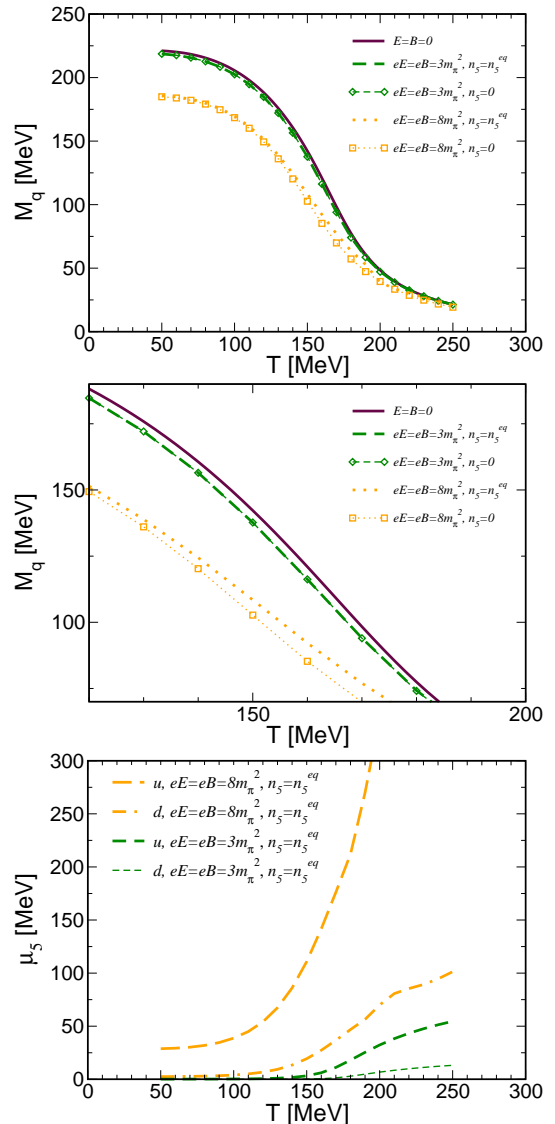 250
200
150
100
50
0
M_q [MeV]
E=B=0
eE=eB=3m_π^2, n_5=n_5^eq
eE=eB=3m_π^2, n_5=0
eE=eB=8m_π^2, n_5=n_5^eq
eE=eB=8m_π^2, n_5=0
0 50 100 150 200 250 300
T [MeV]
150
100
M_q [MeV]
E=B=0
eE=eB=3m_π^2, n_5=n_5^eq
eE=eB=3m_π^2, n_5=0
eE=eB=8m_π^2, n_5=n_5^eq
eE=eB=8m_π^2, n_5=0
150 200
T [MeV]
300
250
200
150
100
50
0
μ_5 [MeV]
u, eE=eB=8m_π^2, n_5=n_5^eq
d, eE=eB=8m_π^2, n_5=n_5^eq
u, eE=eB=3m_π^2, n_5=n_5^eq
d, eE=eB=3m_π^2, n_5=n_5^eq
0 50 100 150 200 250 300
T [MeV]